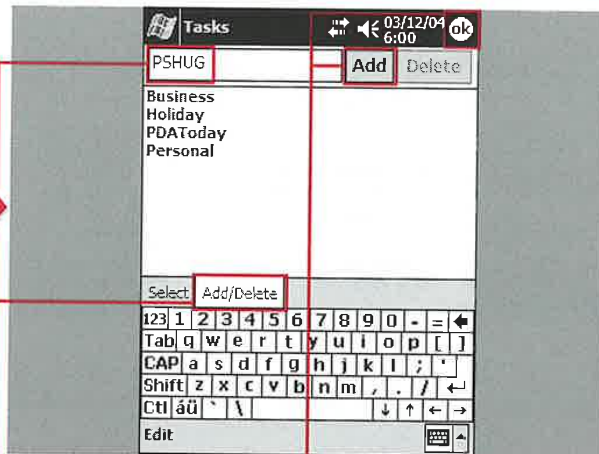 Tasks 03/12/04 ok
6:00
PSHUG Add Delete
Business
Holiday
PDAToday
Personal
Select Add/Delete
123 1 2 3 4 5 6 7 8 9 0 - =
Tab q w e r t y u i o p [ ]
CAP a s d f g h j k l ; '
Shift z x c v b n m , . /
Ctl áü ` \
Edit